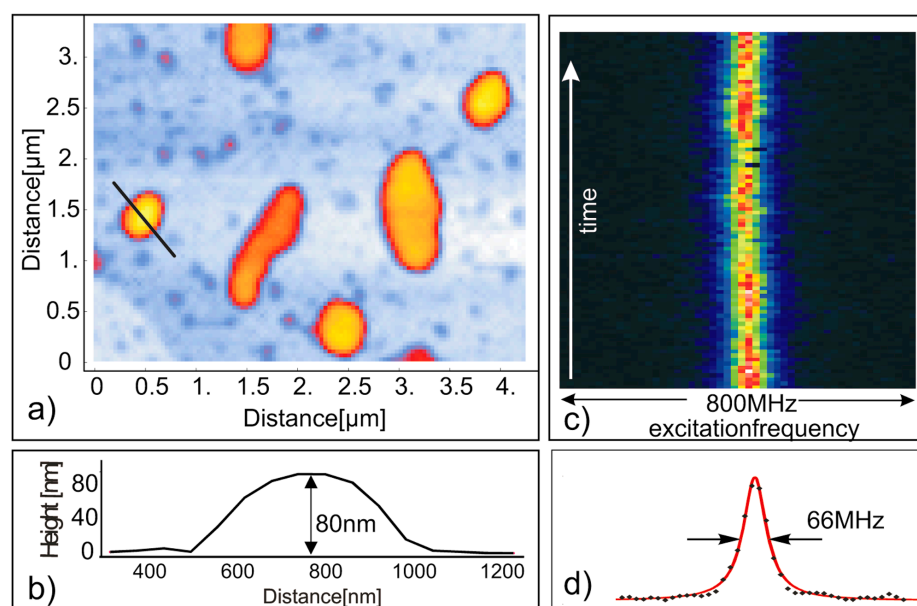 3.
2.5
2.
1.5
1.
0.5
0
Distance[µm]
0 0.5 1. 1.5 2. 2.5 3. 3.5 4.
Distance[µm]
a)
time
800MHz
excitationfrequency
c)
Height [nm]
80
40
0
80nm
400 600 800 1000 1200
Distance[nm]
b)
66MHz
d)